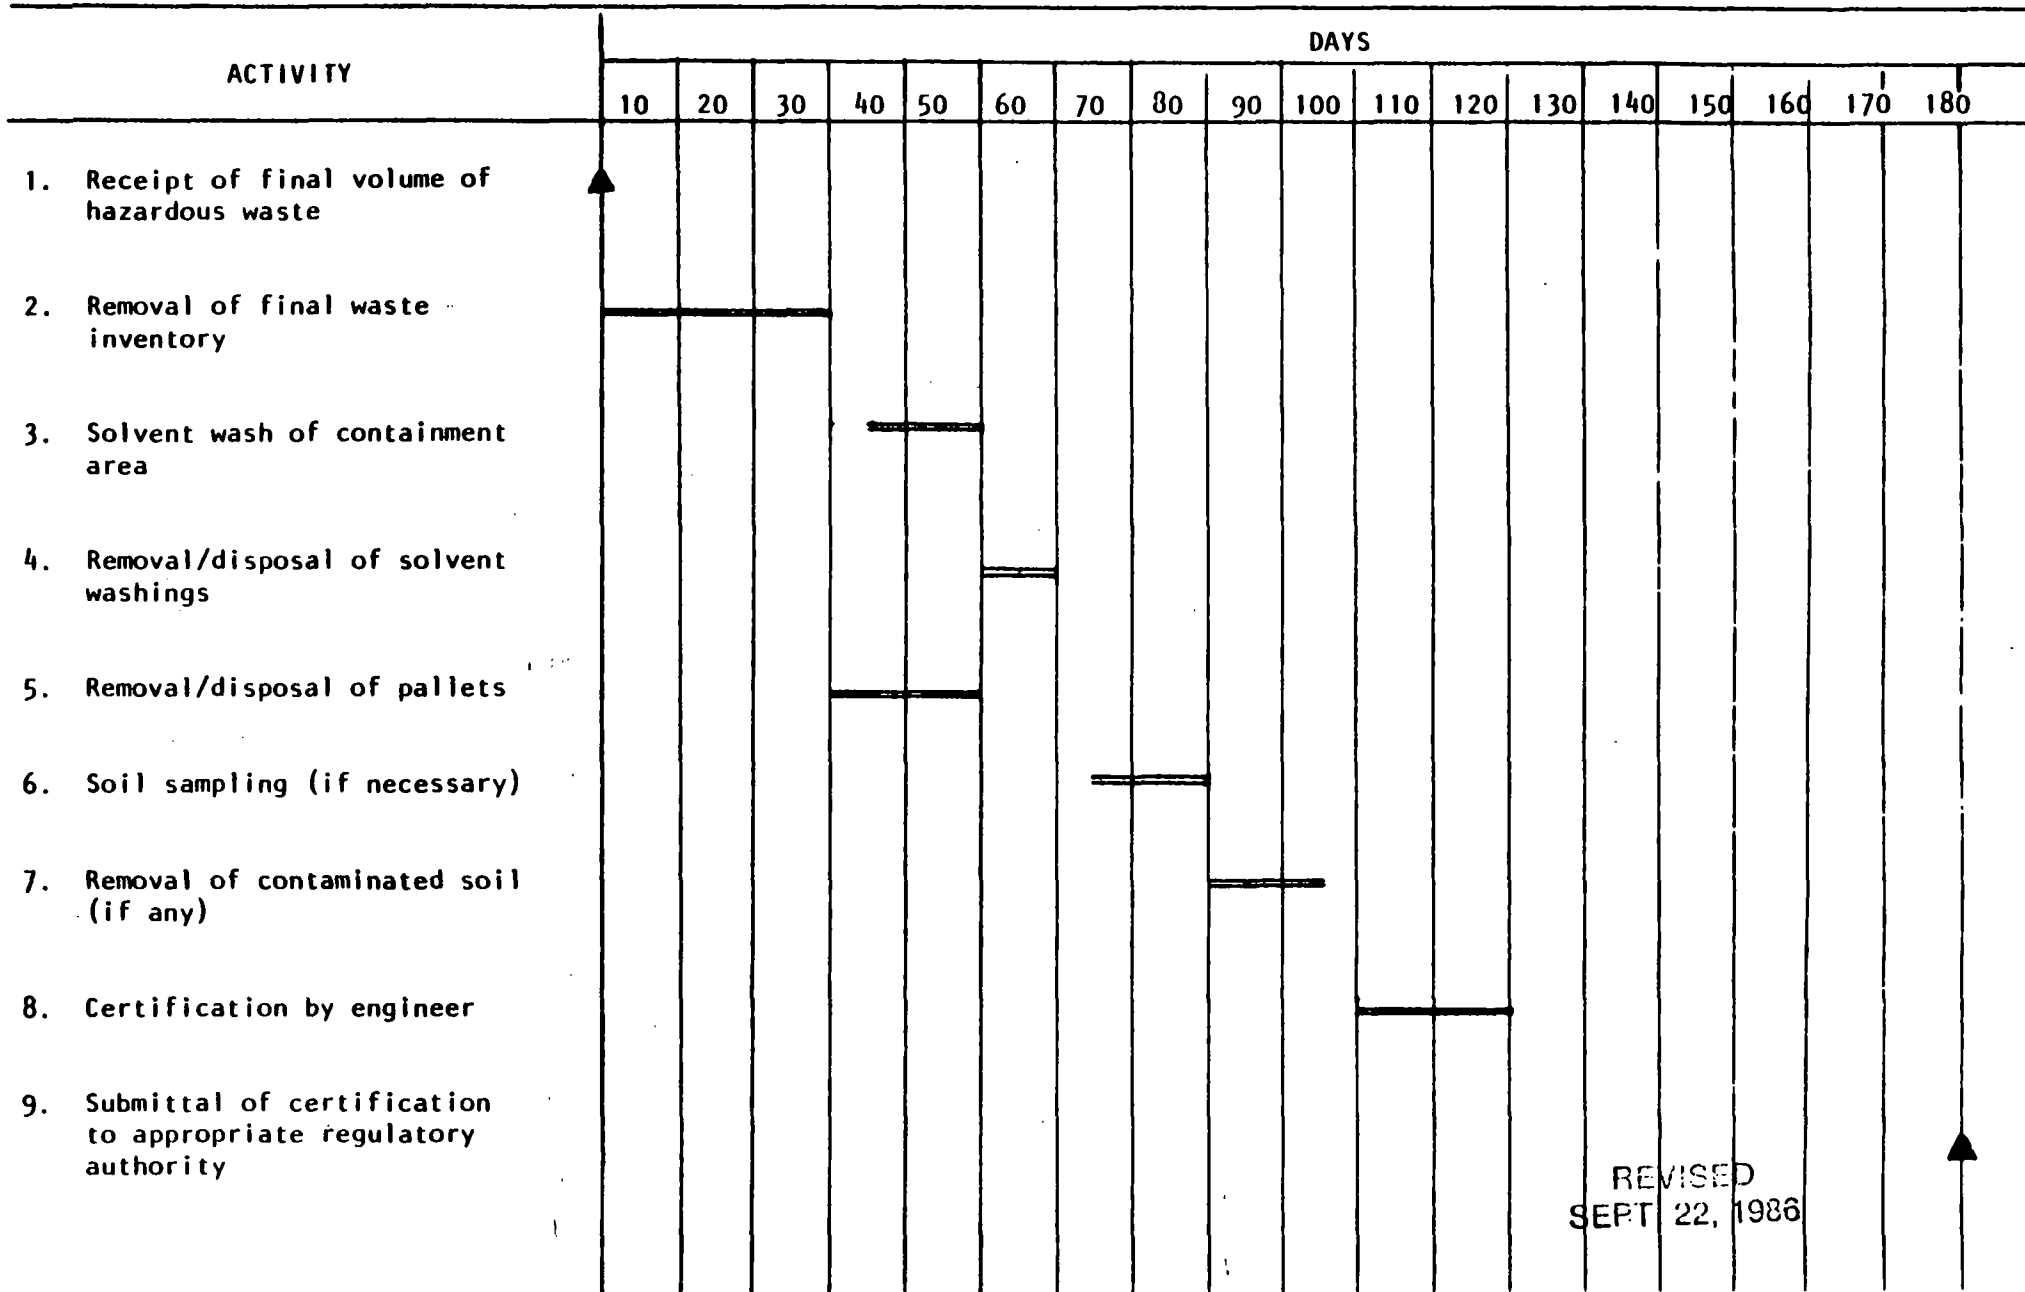 DAYS
ACTIVITY
10 20 30 40 50 60 70 80 90 100 110 120 130 140 150 160 170 180
1. Receipt of final volume of
hazardous waste
2. Removal of final waste
inventory
3. Solvent wash of containment
area
4. Removal/disposal of solvent
washings
5. Removal/disposal of pallets
6. Soil sampling (if necessary)
7. Removal of contaminated soil
(if any)
8. Certification by engineer
9. Submittal of certification
to appropriate regulatory
authority
REVISED
SEPT 22, 1986